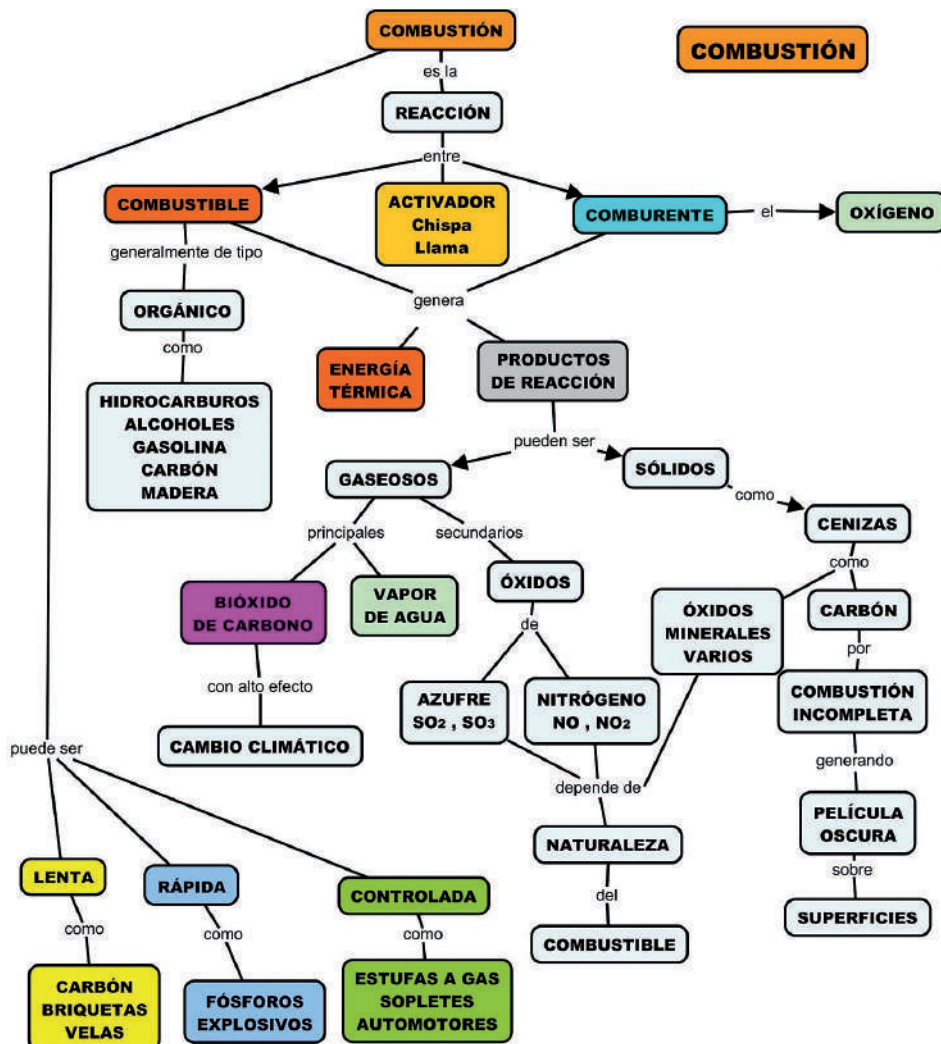 COMBUSTIÓN
COMBUSTIÓN
es la
REACCIÓN
entre
COMBUSTIBLE
ACTIVADOR
Chispa
Llama
COMBURENTE
el
OXÍGENO
generalmente de tipo
ORGÁNICO
como
HIDROCARBUROS
ALCOHOLES
GASOLINA
CARBÓN
MADERA
genera
ENERGÍA
TÉRMICA
PRODUCTOS
DE REACCIÓN
pueden ser
GASEOSOS
SÓLIDOS
como
CENIZAS
principales
secundarios
como
BIÓXIDO
DE CARBONO
VAPOR
DE AGUA
ÓXIDOS
ÓXIDOS
MINERALES
VARIOS
CARBÓN
de
por
con alto efecto
CAMBIO CLIMÁTICO
AZUFRE
SO2 , SO3
NITRÓGENO
NO , NO2
COMBUSTIÓN
INCOMPLETA
depende de
generando
NATURALEZA
PELÍCULA
OSCURA
del
sobre
COMBUSTIBLE
SUPERFICIES
puede ser
LENTA
RÁPIDA
CONTROLADA
como
como
como
CARBÓN
BRIQUETAS
VELAS
FÓSFOROS
EXPLOSIVOS
ESTUFAS A GAS
SOPLETES
AUTOMOTORES